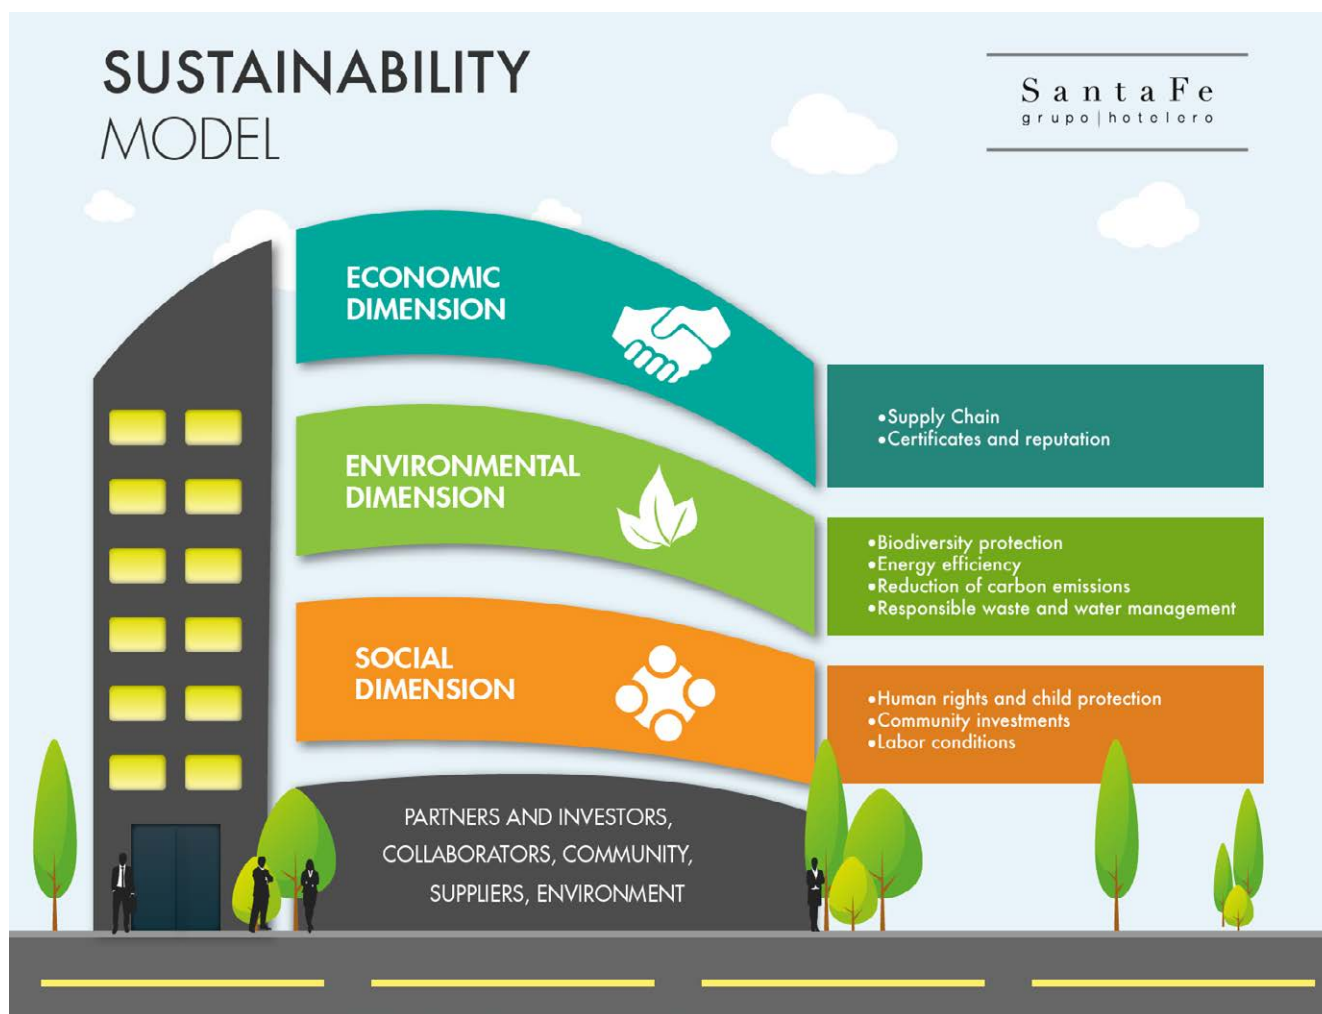 SUSTAINABILITY
MODEL
SantaFe
grupo|hotelero
ECONOMIC
DIMENSION
•Supply Chain
•Certificates and reputation
ENVIRONMENTAL
DIMENSION
•Biodiversity protection
•Energy efficiency
•Reduction of carbon emissions
•Responsible waste and water management
SOCIAL
DIMENSION
•Human rights and child protection
•Community investments
•Labor conditions
PARTNERS AND INVESTORS,
COLLABORATORS, COMMUNITY,
SUPPLIERS, ENVIRONMENT